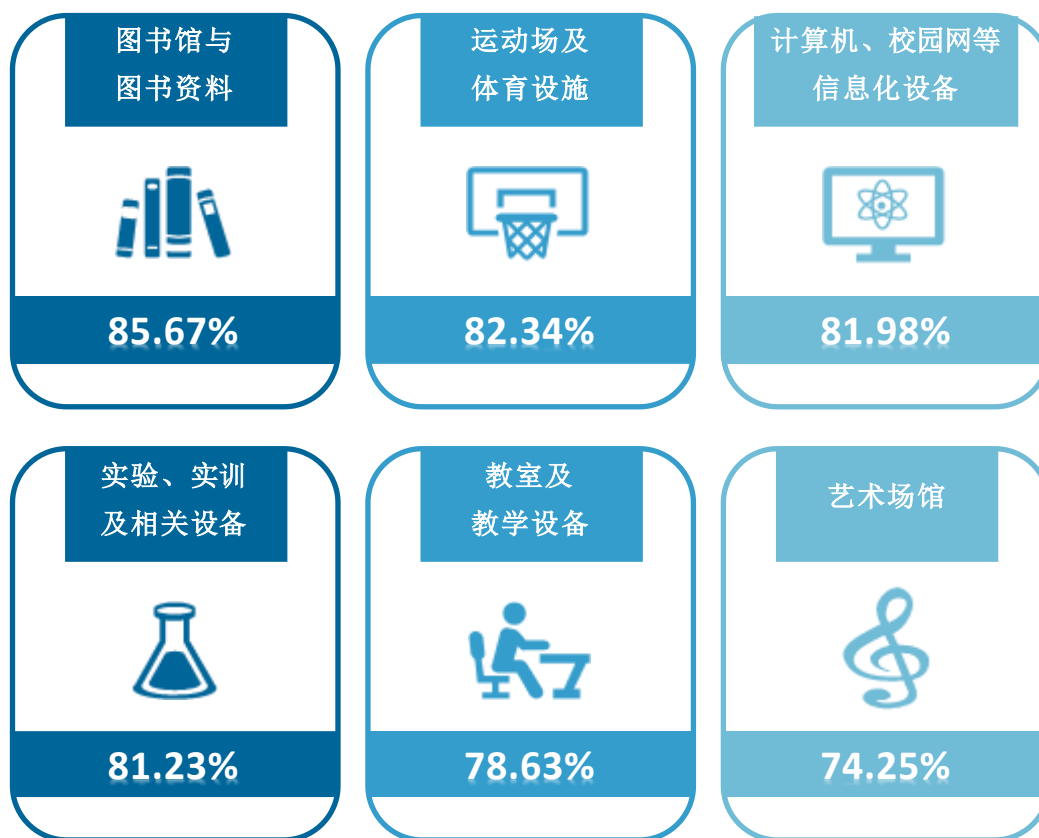 图书馆与
图书资料
85.67%
运动场及
体育设施
82.34%
计算机、校园网等
信息化设备
81.98%
实验、实训
及相关设备
81.23%
教室及
教学设备
78.63%
艺术场馆
74.25%